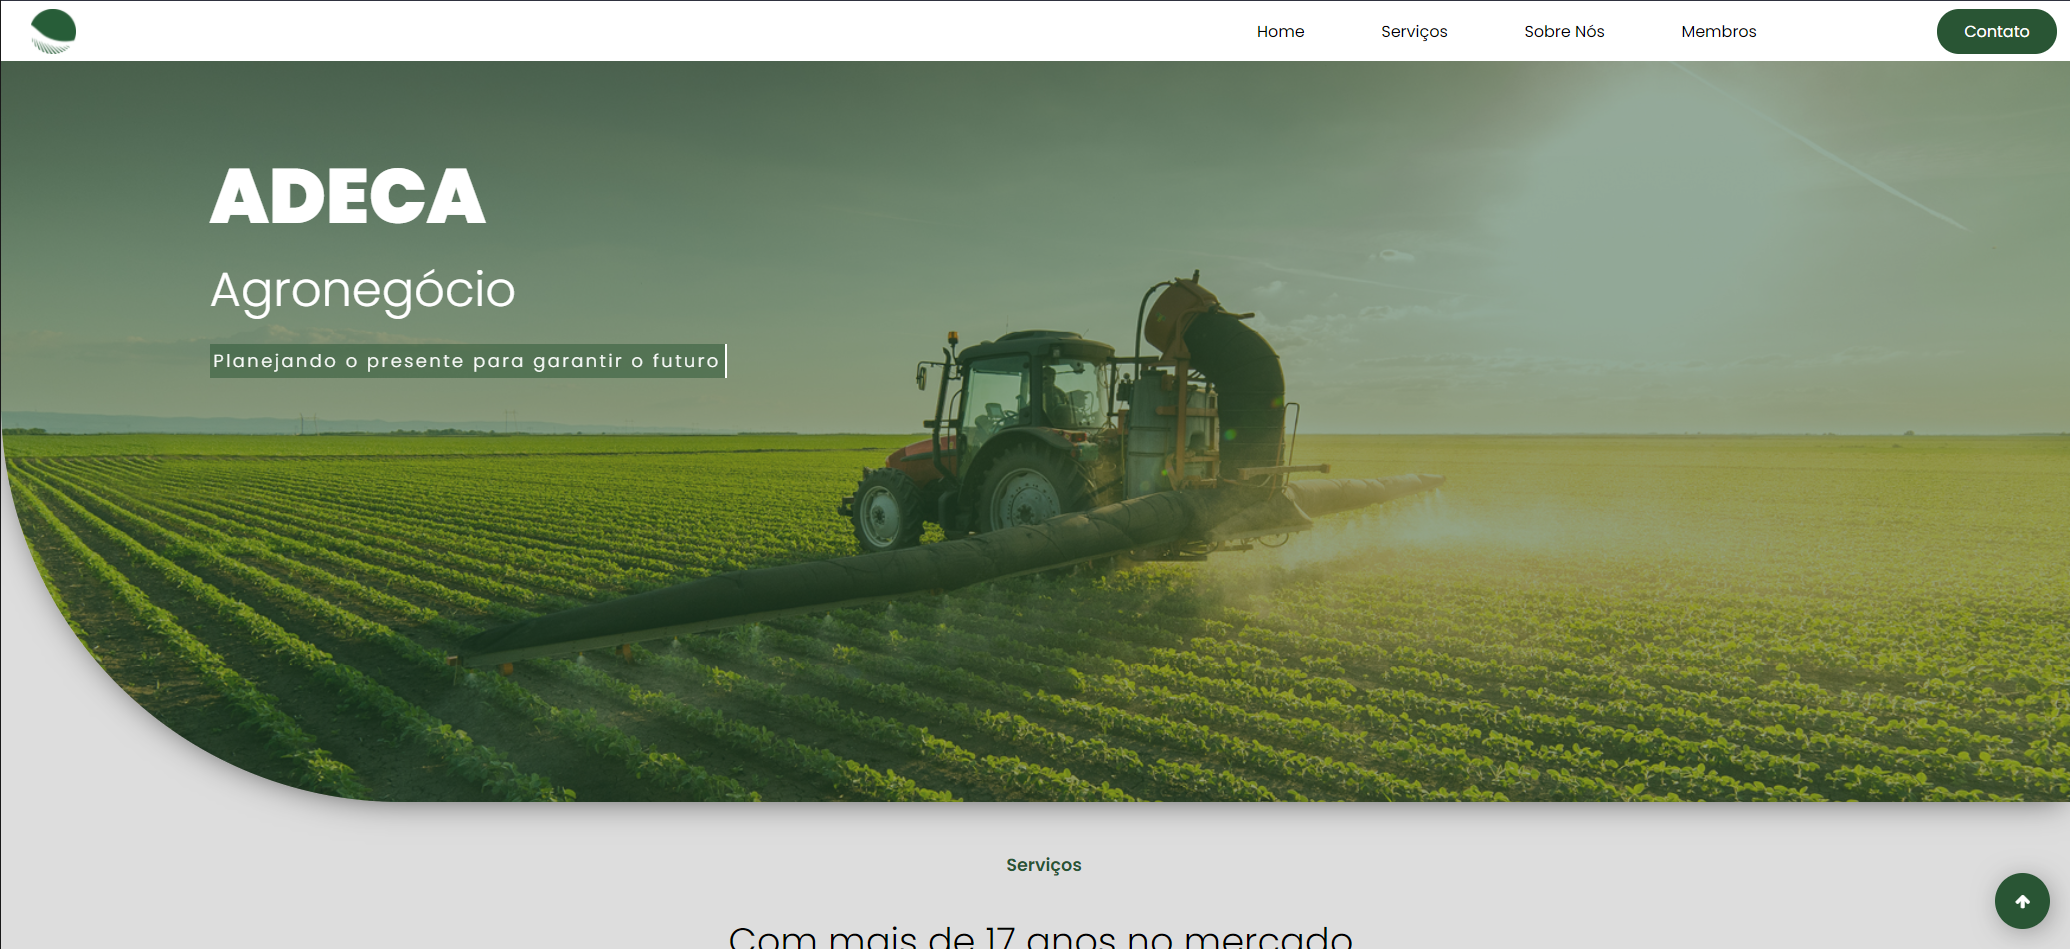 Home
Serviços
Sobre Nós
Membros
Contato
ADECA
Agronegócio
Planejando o presente para garantir o futuro
Serviços
Com mais de 17 anos no mercado